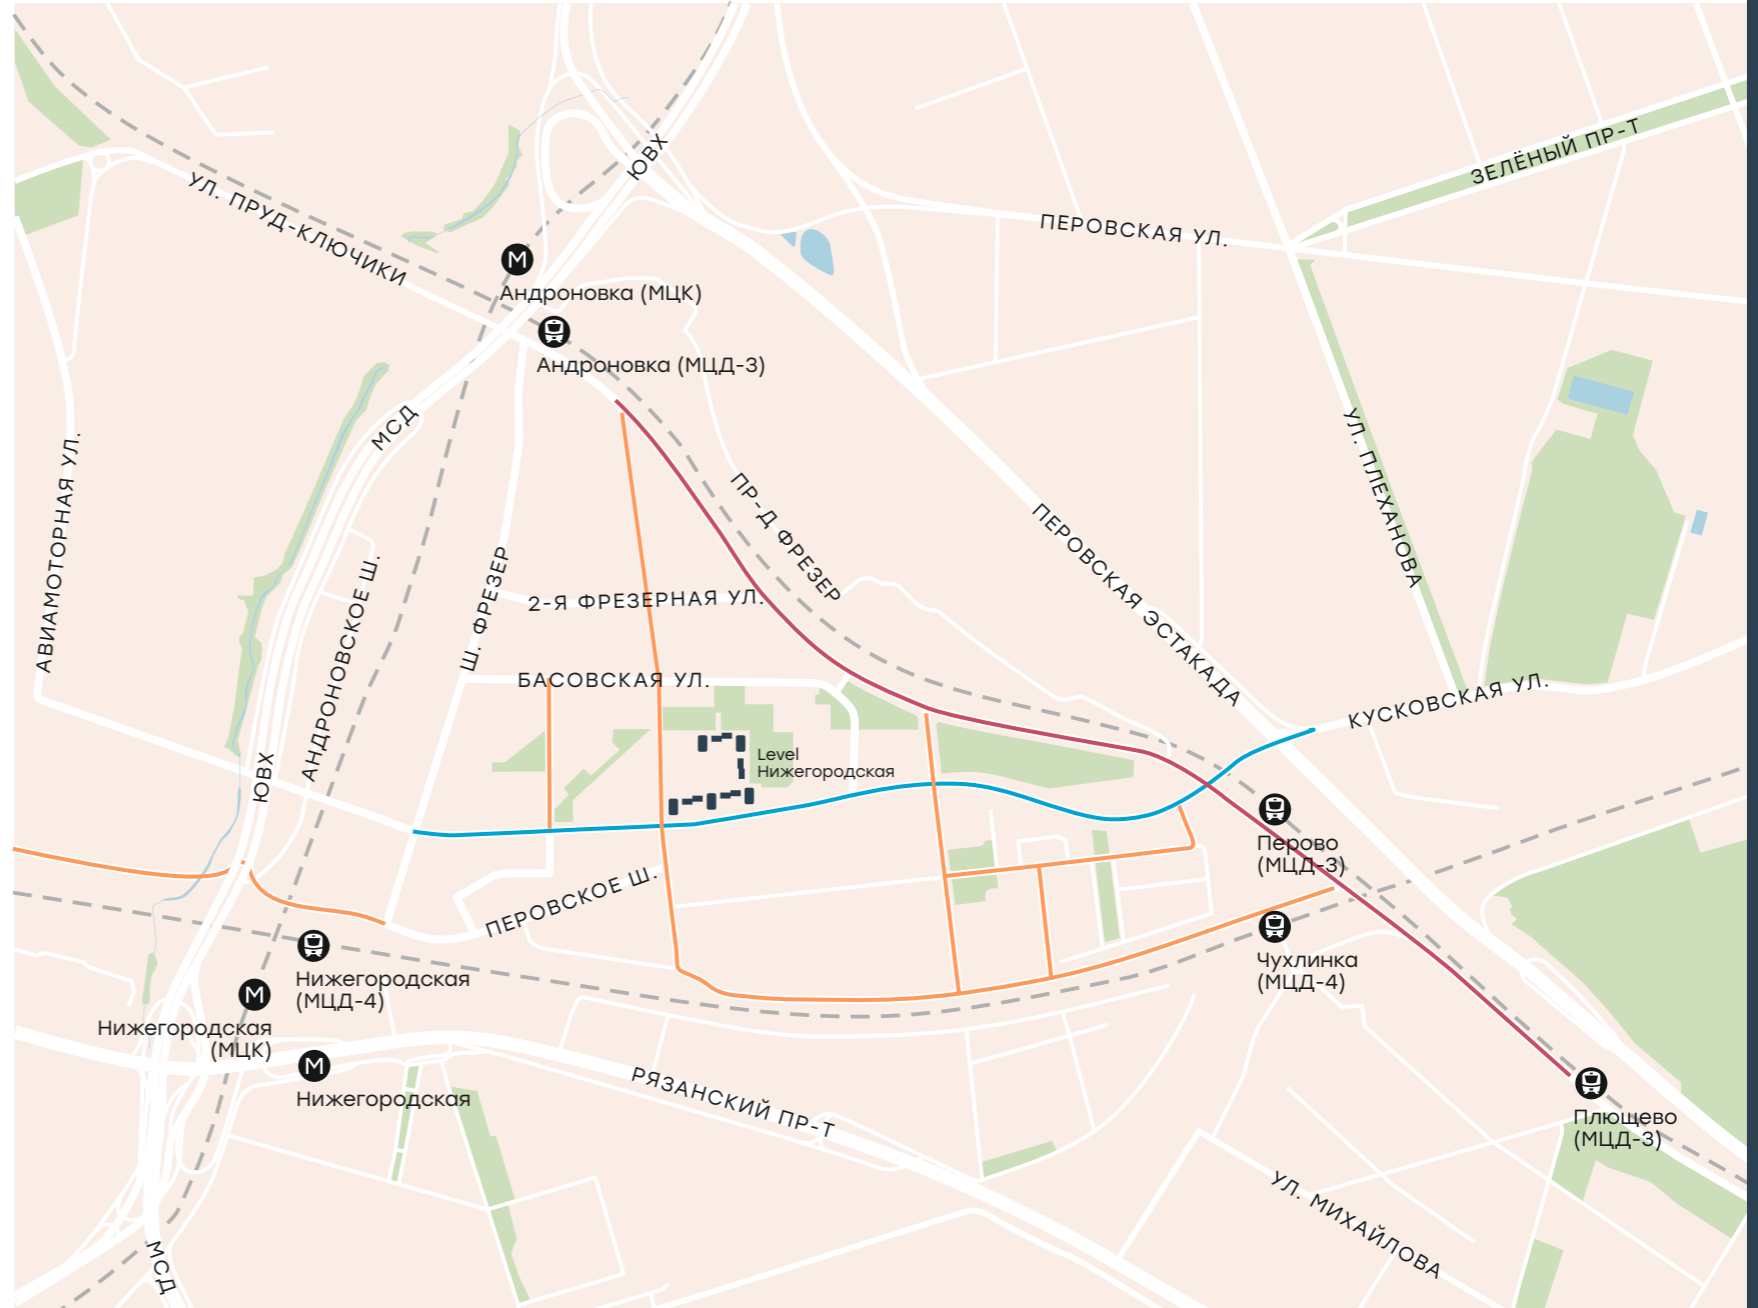 ЮВХ
ЗЕЛЁНЫЙ ПР-Т
УЛ. ПРУД-КЛЮЧИКИ
ПЕРОВСКАЯ УЛ.
М
Андроновка (МЦК)
Андроновка (МЦД-3)
МСД
АВИАМОТОРНАЯ УЛ.
УЛ. ПЛЕХАНОВА
ПР-Д ФРЕЗЕР
ПЕРОВСКАЯ ЭСТАКАДА
АНДРОНОВСКОЕ Ш.
Ш. ФРЕЗЕР
2-Я ФРЕЗЕРНАЯ УЛ.
БАСОВСКАЯ УЛ.
КУСКОВСКАЯ УЛ.
ЮВХ
Level
Нижегородская
Перово
(МЦД-3)
ПЕРОВСКОЕ Ш.
Чухлинка
(МЦД-4)
Нижегородская
(МЦД-4)
М
Нижегородская
(МЦК)
М
Нижегородская
РЯЗАНСКИЙ ПР-Т
Плющево
(МЦД-3)
УЛ. МИХАЙЛОВА
МСД